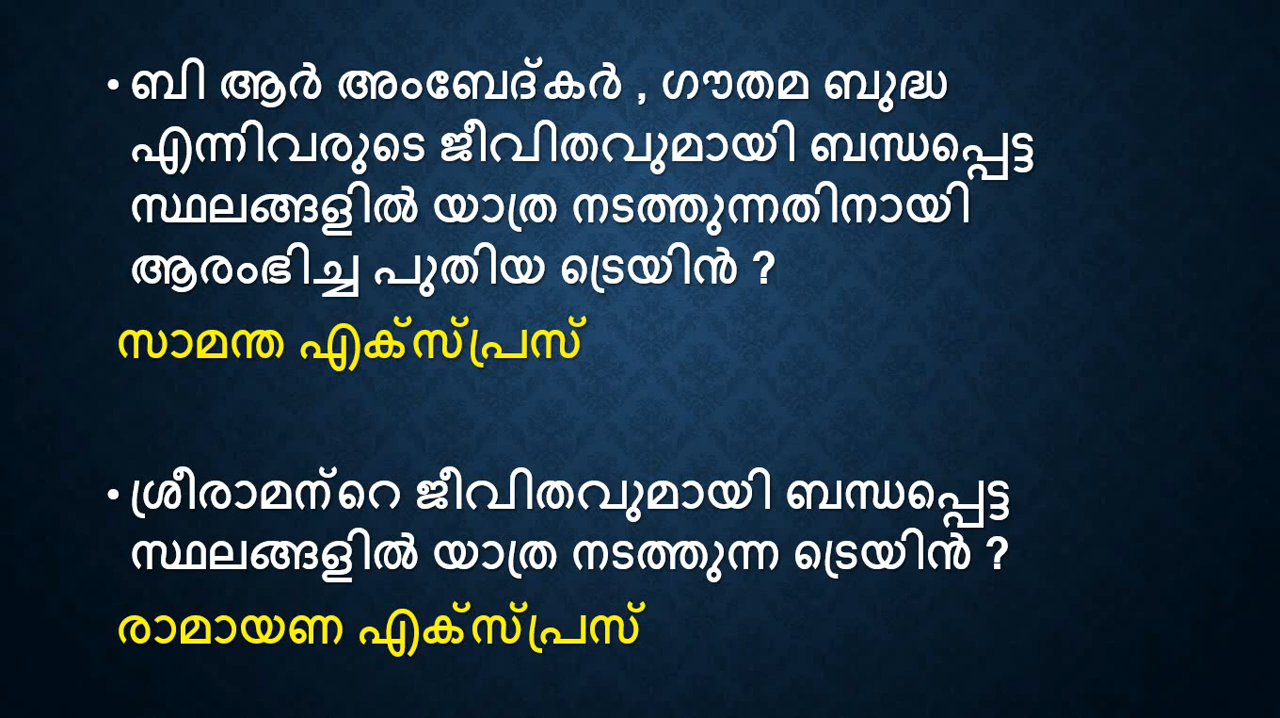 • ബി ആർ അംബേദ്കർ , ഗൗതമ ബുദ്ധ
എന്നിവരുടെ ജീവിതവുമായി ബന്ധപ്പെട്ട
സ്ഥലങ്ങളിൽ യാത്ര നടത്തുന്നതിനായി
ആരംഭിച്ച പുതിയ ട്രെയിൻ ?
സാമന്ത എക്സ്പ്രസ്
• ശ്രീരാമന്റെ ജീവിതവുമായി ബന്ധപ്പെട്ട
സ്ഥലങ്ങളിൽ യാത്ര നടത്തുന്ന ട്രെയിൻ ?
രാമായണ എക്സ്പ്രസ്